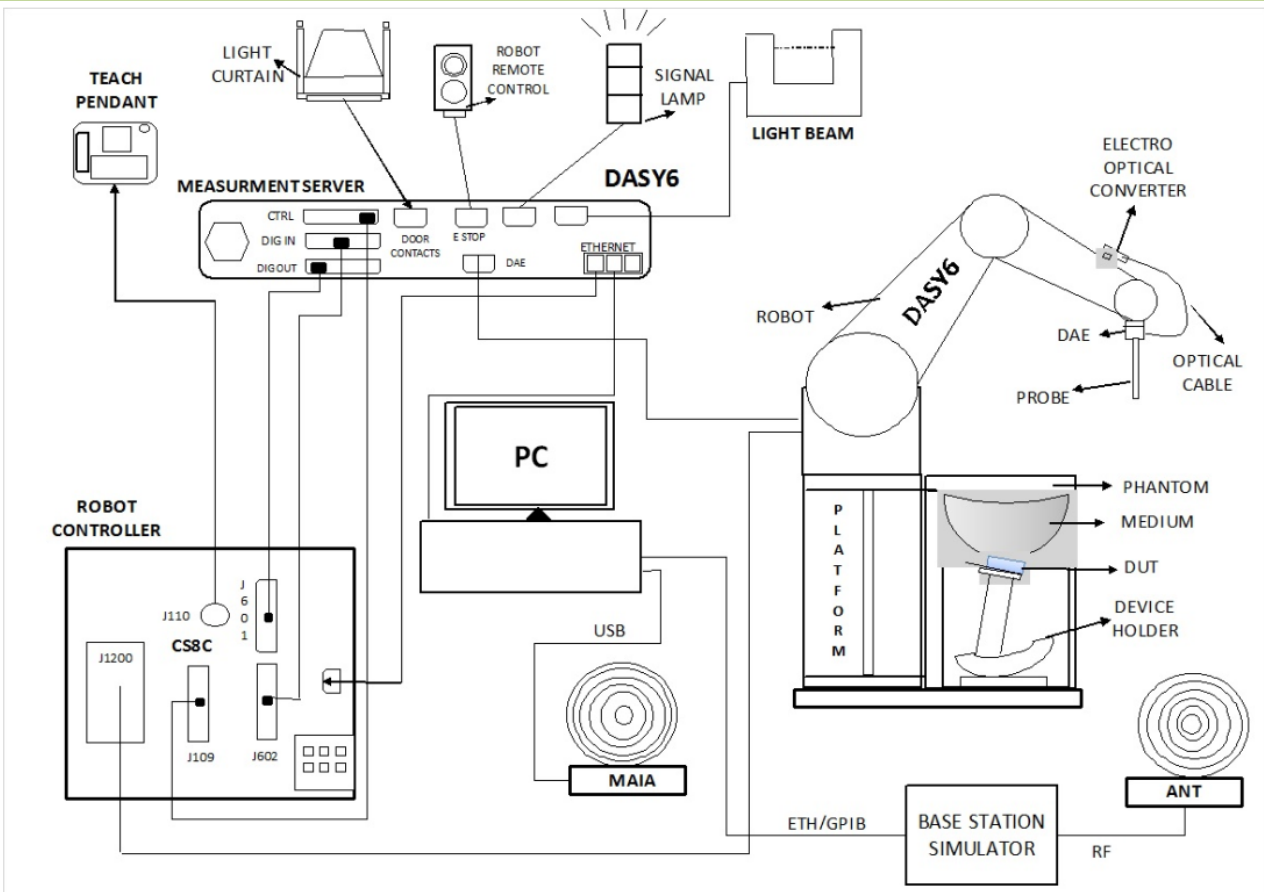 LIGHT
CURTAIN
ROBOT
REMOTE
CONTROL
SIGNAL
LAMP
LIGHT BEAM
TEACH
PENDANT
MEASURMENT SERVER
DASY6
CTRL
DIG IN
DIGOUT
DOOR
CONTACTS
E STOP
DAE
ETHERNET
ELECTRO
OPTICAL
CONVERTER
ROBOT
DASY6
DAE
PROBE
OPTICAL
CABLE
PC
ROBOT
CONTROLLER
J110
J
6
0
1
CS8C
J1200
J109
J602
USB
MAIA
PLATFORM
PHANTOM
MEDIUM
DUT
DEVICE
HOLDER
ETH/GPIB
BASE STATION
SIMULATOR
RF
ANT